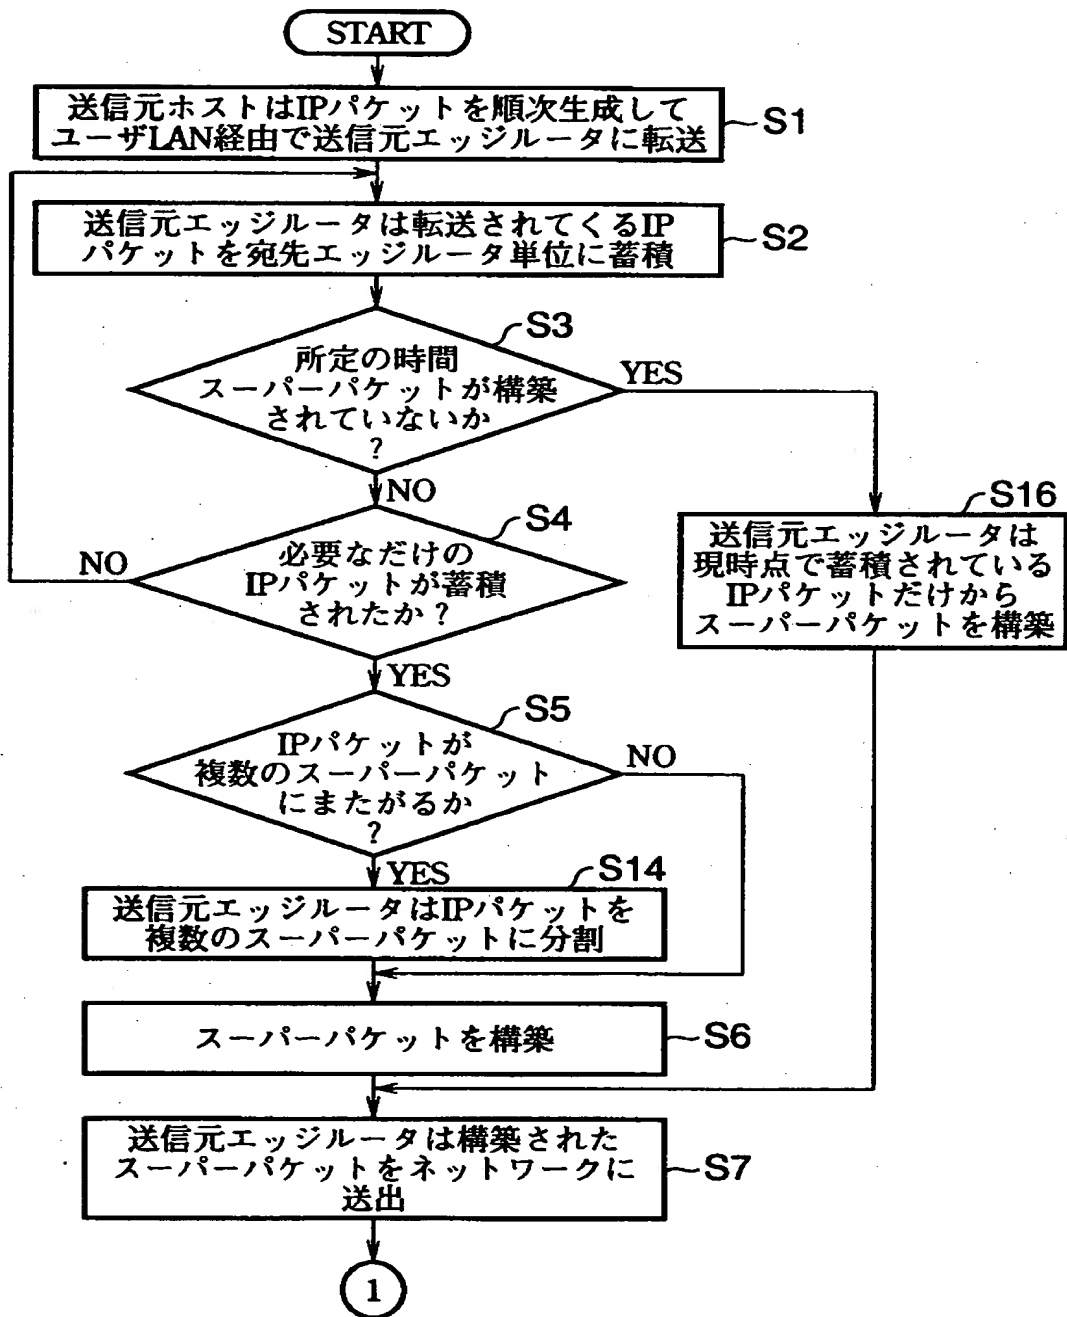 START
送信元ホストはIPパケットを順次生成して
ユーザLAN経由で送信元エッジルータに転送
S1
送信元エッジルータは転送されてくるIP
パケットを宛先エッジルータ単位に蓄積
S2
S3
所定の時間
スーパーパケットが構築
されていないか
?
YES
NO
S4
必要なだけの
IPパケットが蓄積
されたか?
NO
YES
S16
送信元エッジルータは
現時点で蓄積されている
IPパケットだけから
スーパーパケットを構築
S5
IPパケットが
複数のスーパーパケット
にまたがるか
?
NO
YES
S14
送信元エッジルータはIPパケットを
複数のスーパーパケットに分割
スーパーパケットを構築
S6
送信元エッジルータは構築された
スーパーパケットをネットワークに
送出
S7
1